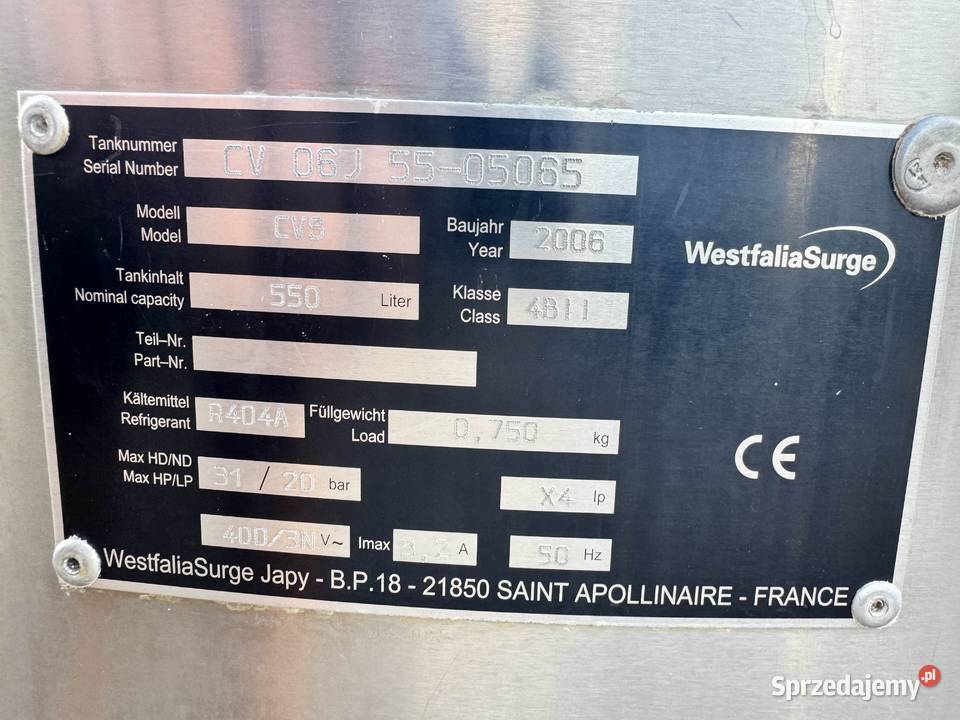 Tanknummer
Serial Number CV 06J 55-05065
Modell
Model CV9
Baujahr
Year 2006
WestfaliaSurge
Tankinhalt
Nominal capacity 550 Liter
Klasse
Class 4BII
Teil–Nr.
Part–Nr.
Kältemittel
Refrigerant R404A
Füllgewicht
Load 0,750 kg
CE
Max HD/ND
Max HP/LP 31 / 20 bar
X4 Ip
400/3N V~ Imax 3,2 A 50 Hz
WestfaliaSurge Japy - B.P.18 - 21850 SAINT APOLLINAIRE - FRANCE
Sprzedajemy.pl